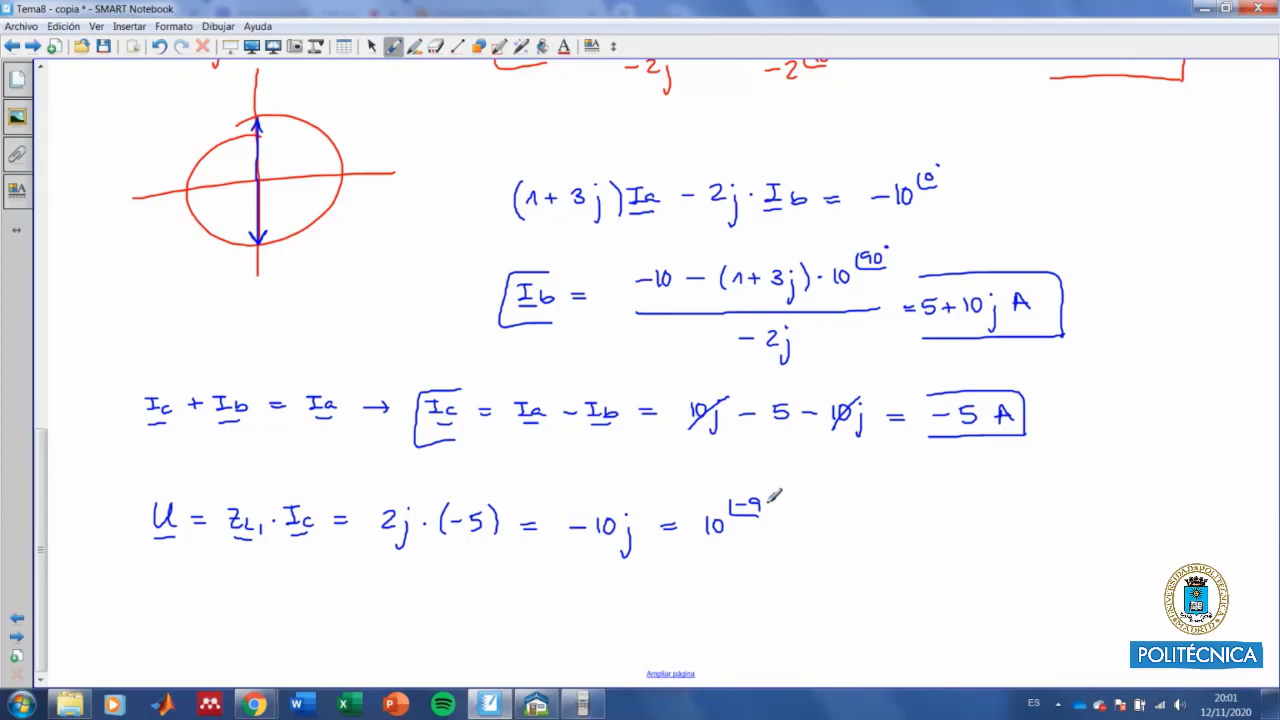 Tema8 - copia * - SMART Notebook
Archivo Edición Ver Insertar Formato Dibujar Ayuda
-2j -2
(1+3j)Ia - 2j · Ib = -10∠0°
Ib = (-10 - (1+3j) · 10∠90°) / (-2j) = 5+10j A
Ic + Ib = Ia → Ic = Ia - Ib = 10j - 5 - 10j = -5 A
U = ZL1 · Ic = 2j · (-5) = -10j = 10∠-9
POLITÉCNICA
Ampliar página
ES
20:01
12/11/2020